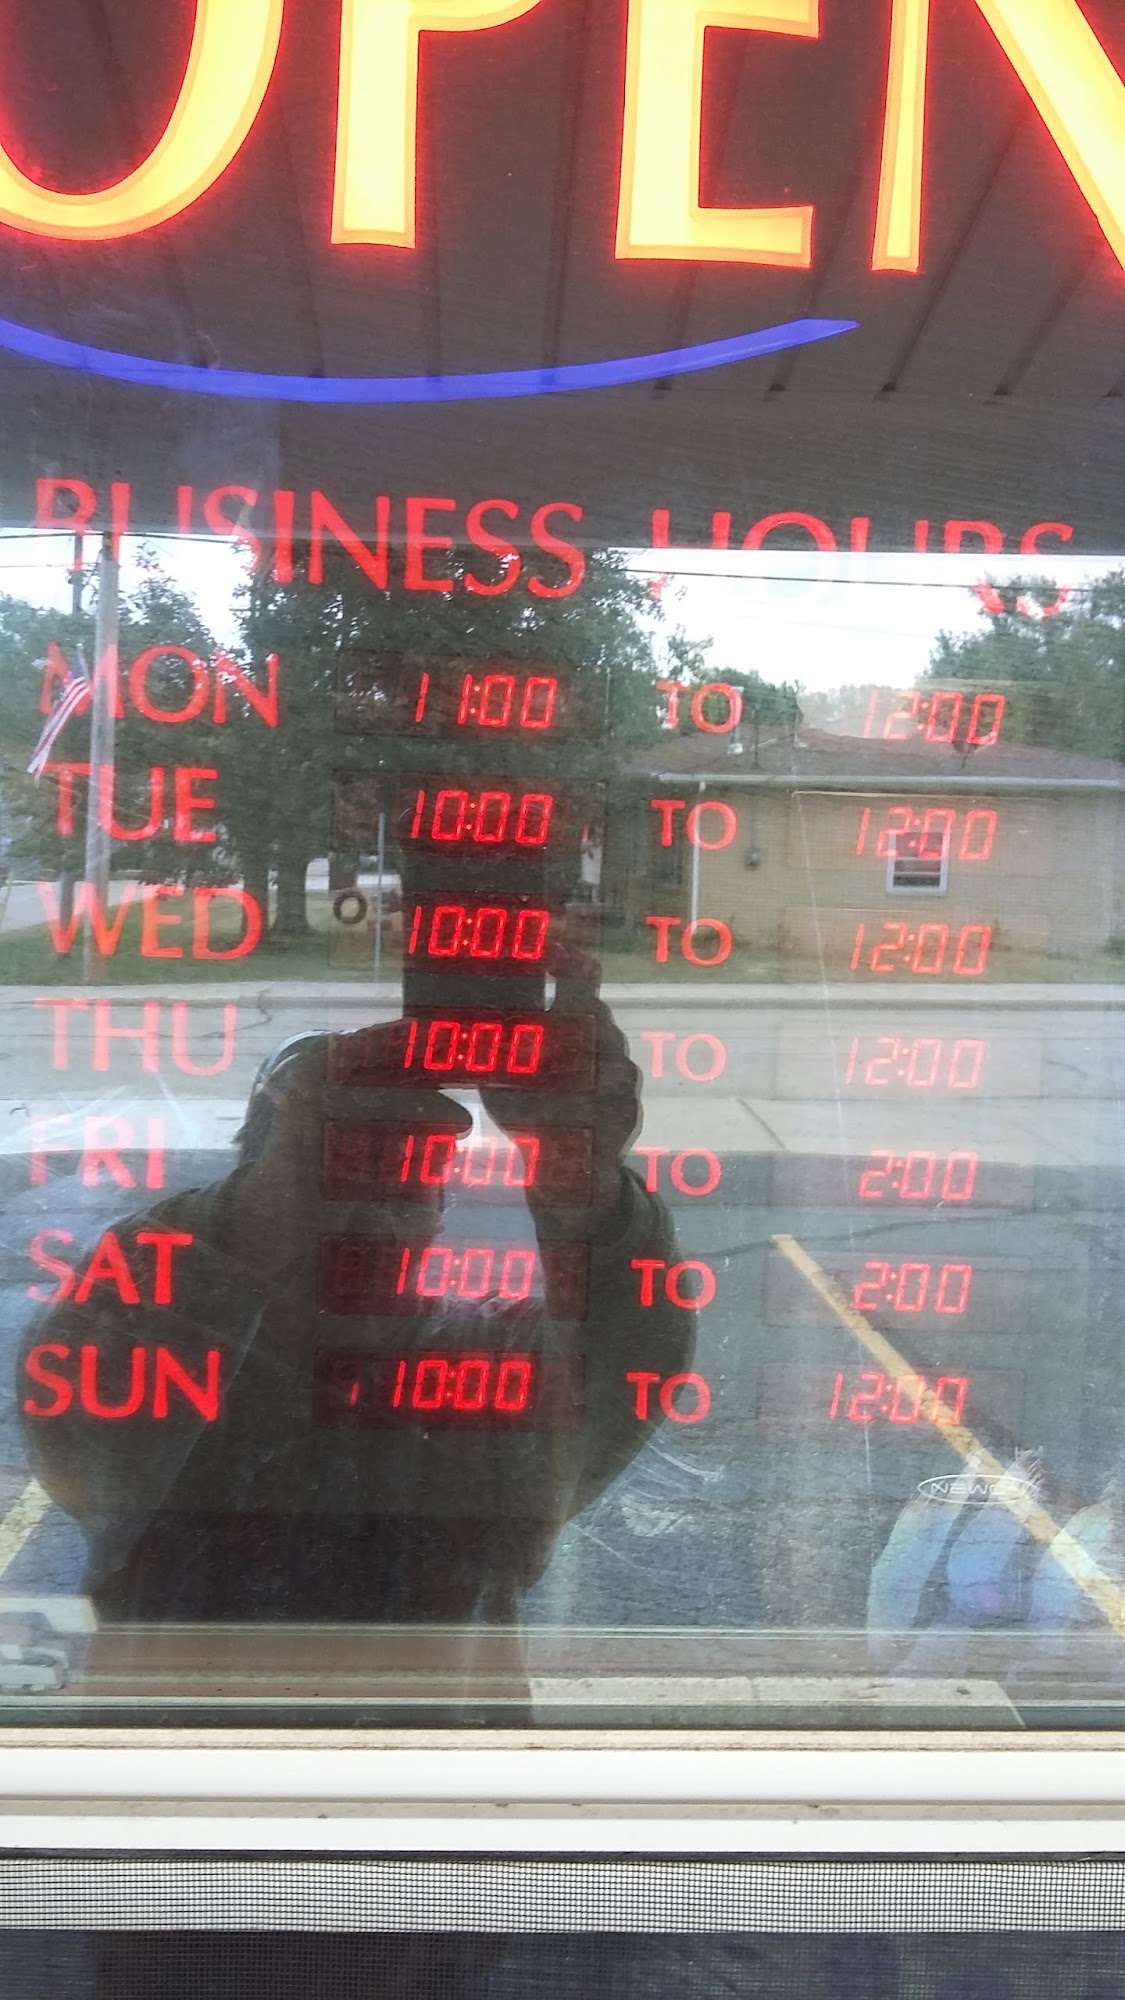 OPEN
BUSINESS HOURS
MON 11:00 TO 12:00
TUE 10:00 TO 12:00
WED 10:00 TO 12:00
THU 10:00 TO 12:00
FRI 10:00 TO 2:00
SAT 10:00 TO 2:00
SUN 10:00 TO 12:00
NEWON